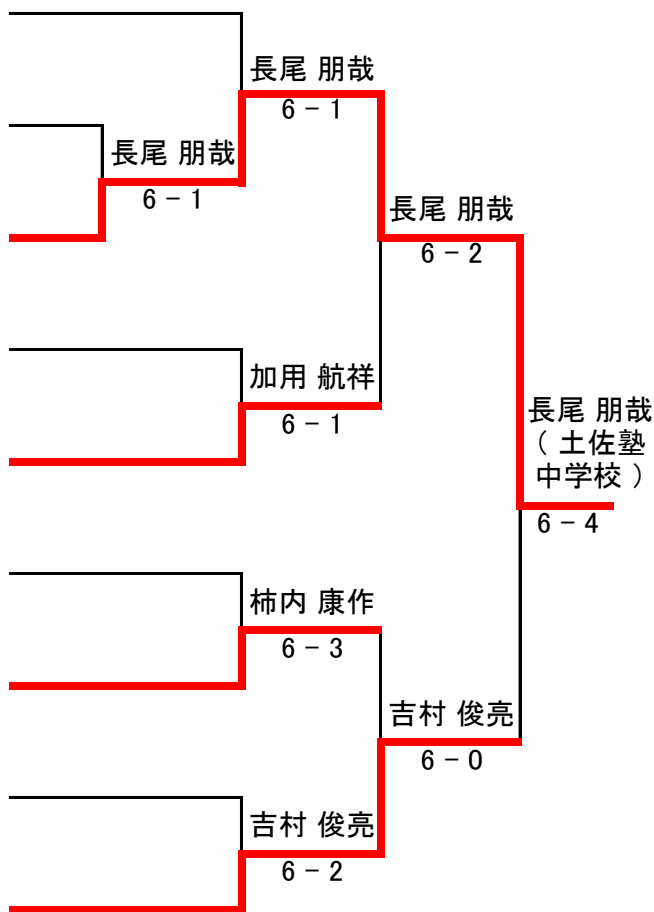 長尾 朋哉
6－1
長尾 朋哉
6－1
長尾 朋哉
6－2
加用 航祥
6－1
長尾 朋哉
（ 土佐塾
中学校 ）
6－4
柿内 康作
6－3
吉村 俊亮
6－0
吉村 俊亮
6－2